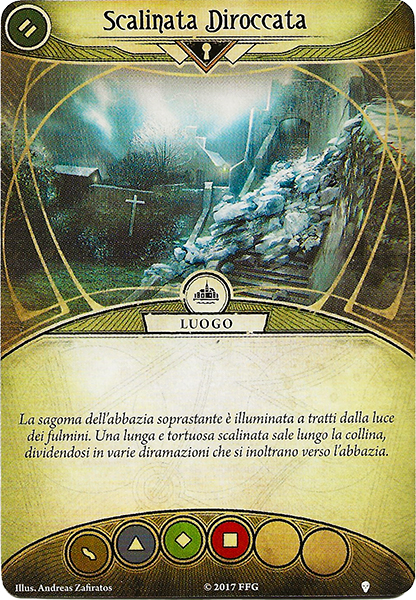 Scalinata Diroccata
LUOGO
La sagoma dell'abbazia soprastante è illuminata a tratti dalla luce
dei fulmini. Una lunga e tortuosa scalinata sale lungo la collina,
dividendosi in varie diramazioni che si inoltrano verso l'abbazia.
Illus. Andreas Zafiratos
© 2017 FFG